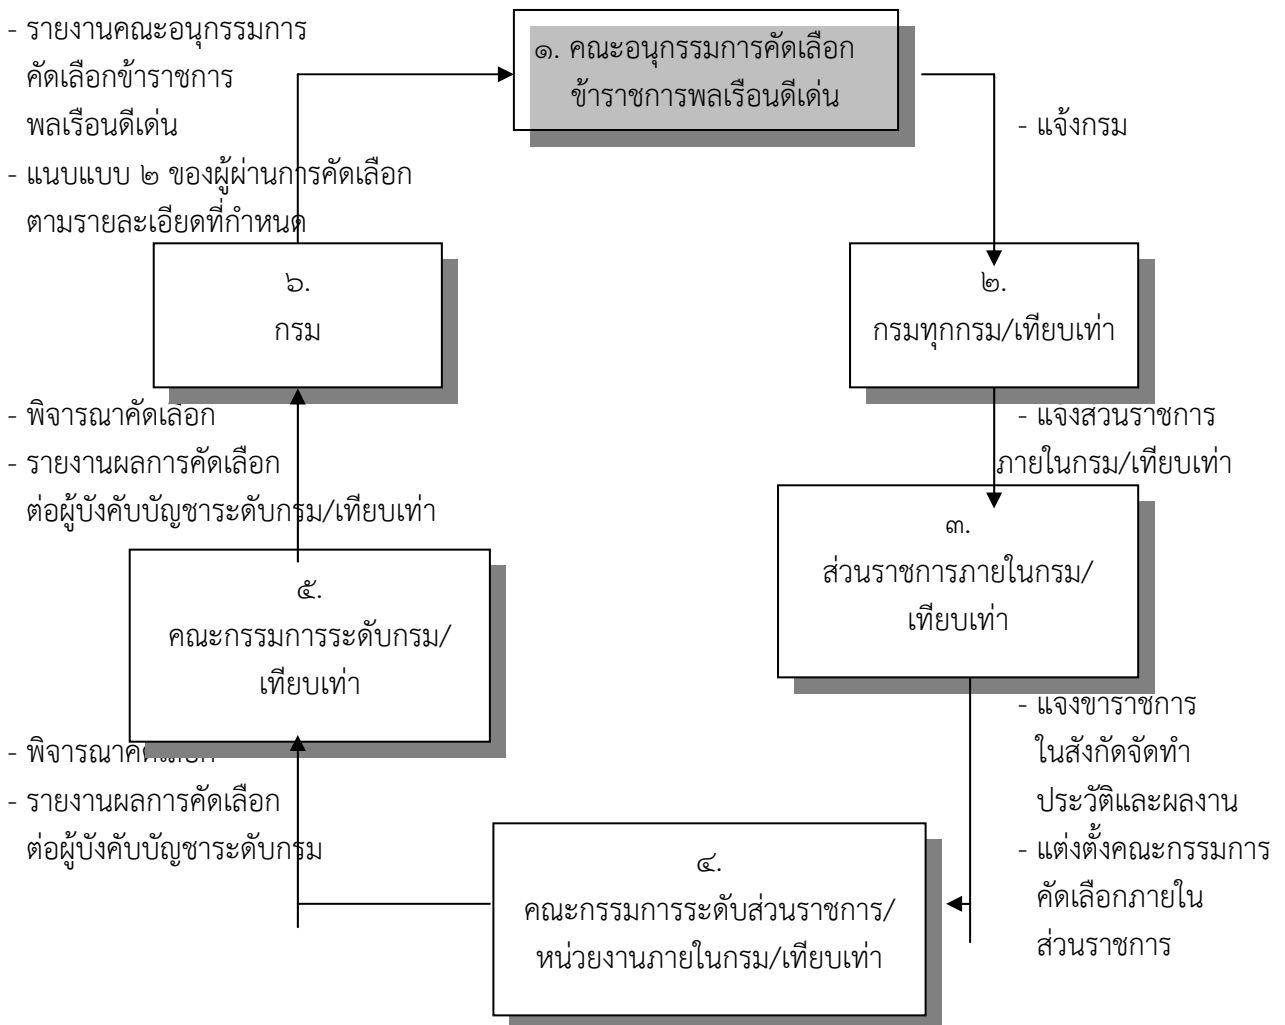 - รายงานคณะอนุกรรมการ
คัดเลือกข้าราชการ
พลเรือนดีเด่น
- แนบแบบ ๒ ของผู้ผ่านการคัดเลือก
ตามรายละเอียดที่กำหนด
๑. คณะอนุกรรมการคัดเลือก
ข้าราชการพลเรือนดีเด่น
- แจ้งกรม
๒.
กรมทุกกรม/เทียบเท่า
- แจ้งส่วนราชการ
ภายในกรม/เทียบเท่า
๓.
ส่วนราชการภายในกรม/
เทียบเท่า
- แจ้งข้าราชการ
ในสังกัดจัดทำ
ประวัติและผลงาน
- แต่งตั้งคณะกรรมการ
คัดเลือกภายใน
ส่วนราชการ
๔.
คณะกรรมการระดับส่วนราชการ/
หน่วยงานภายในกรม/เทียบเท่า
- พิจารณาคัดเลือก
- รายงานผลการคัดเลือก
ต่อผู้บังคับบัญชาระดับกรม
๕.
คณะกรรมการระดับกรม/
เทียบเท่า
- พิจารณาคัดเลือก
- รายงานผลการคัดเลือก
ต่อผู้บังคับบัญชาระดับกรม/เทียบเท่า
๖.
กรม